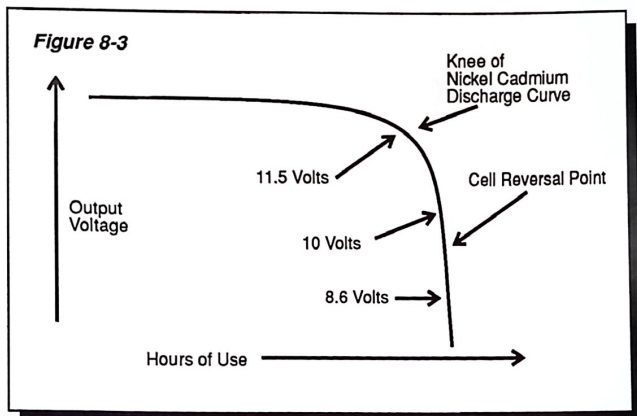 Figure 8-3
Knee of
Nickel Cadmium
Discharge Curve
11.5 Volts
Cell Reversal Point
Output
Voltage
10 Volts
8.6 Volts
Hours of Use